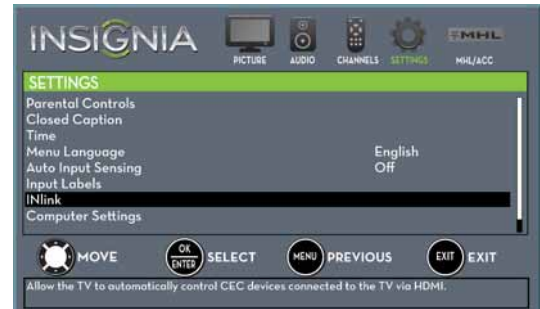 INSIGNIA
MHL
PICTURE AUDIO CHANNELS SETTINGS MHL/ACC
SETTINGS
Parental Controls
Closed Caption
Time
Menu Language English
Auto Input Sensing Off
Input Labels
INlink
Computer Settings
MOVE OK ENTER SELECT MENU PREVIOUS EXIT EXIT
Allow the TV to automatically control CEC devices connected to the TV via HDMI.